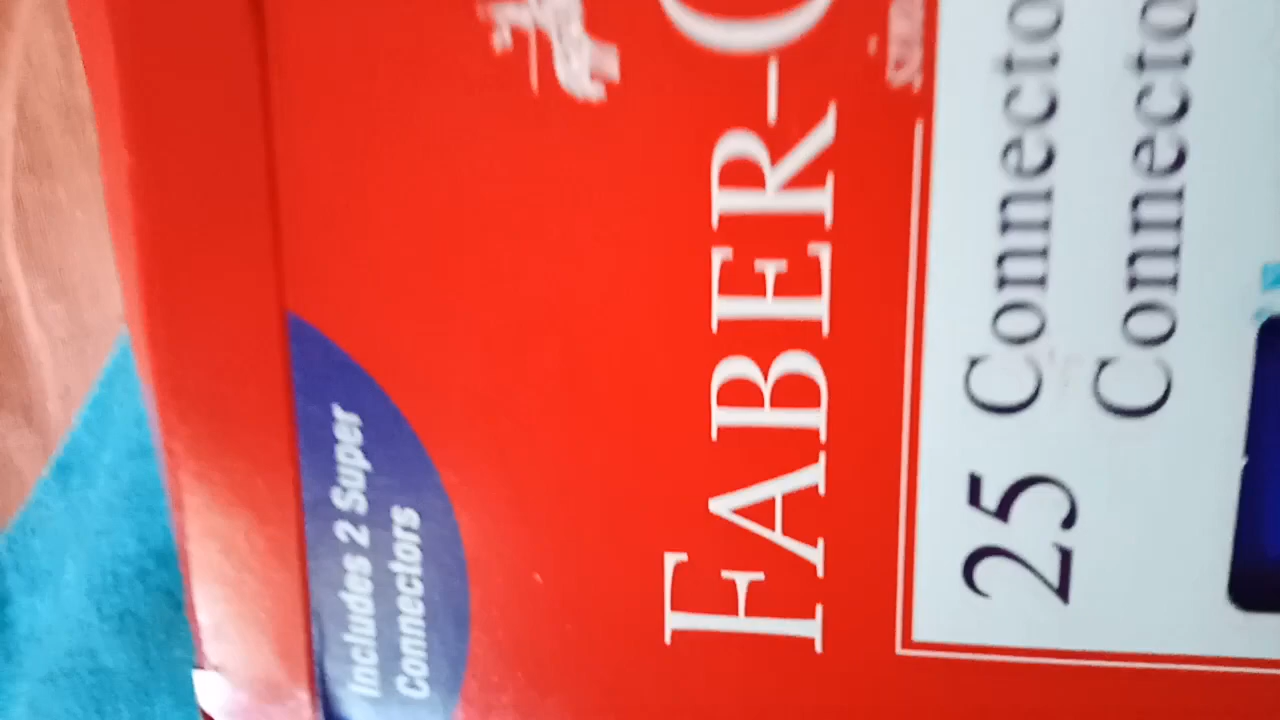 Includes 2 Super
Connectors
FABER-C
25 Connecto
Connecto